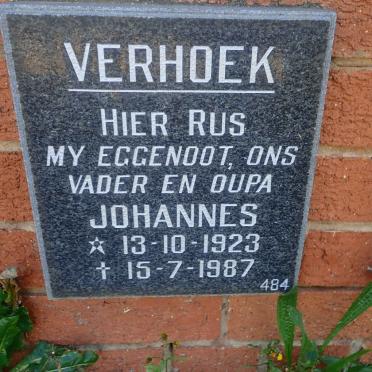 VERHOEK
HIER RUS
MY EGGENOOT, ONS
VADER EN OUPA
JOHANNES
☆ 13-10-1923
† 15-7-1987
484